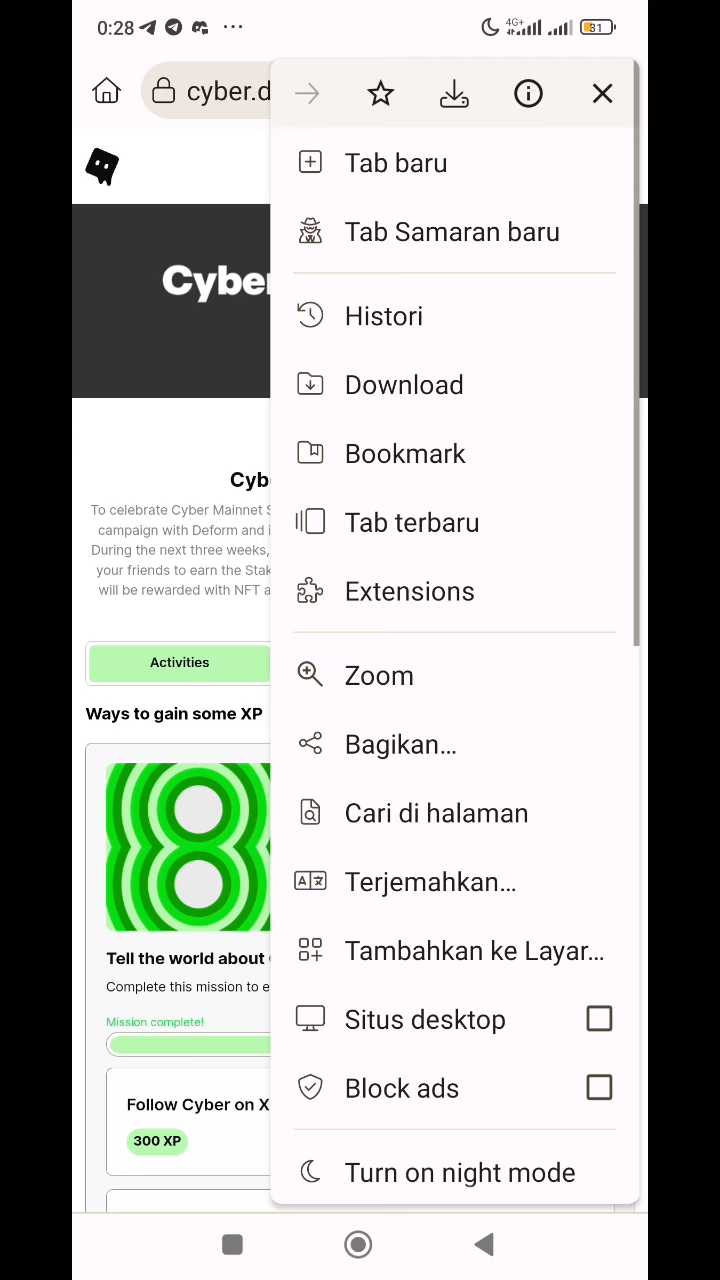 0:28
4G+
31
cyber.d
Tab baru
Tab Samaran baru
Cyber
Histori
Download
Bookmark
Cyb
To celebrate Cyber Mainnet S
campaign with Deform and i
During the next three weeks,
your friends to earn the Stak
will be rewarded with NFT a
Tab terbaru
Extensions
Activities
Zoom
Ways to gain some XP
Bagikan...
Cari di halaman
Terjemahkan...
Tell the world about
Tambahkan ke Layar...
Complete this mission to e
Mission complete!
Situs desktop
Block ads
Follow Cyber on X
300 XP
Turn on night mode